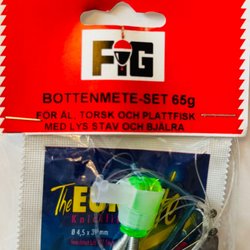 FIG
BOTTENMETE-SET 65g
FÖR ÅL, TORSK OCH PLATTFISK
MED LYS STAV OCH BJÄLRA
The
Ø 4,5 x 39 mm